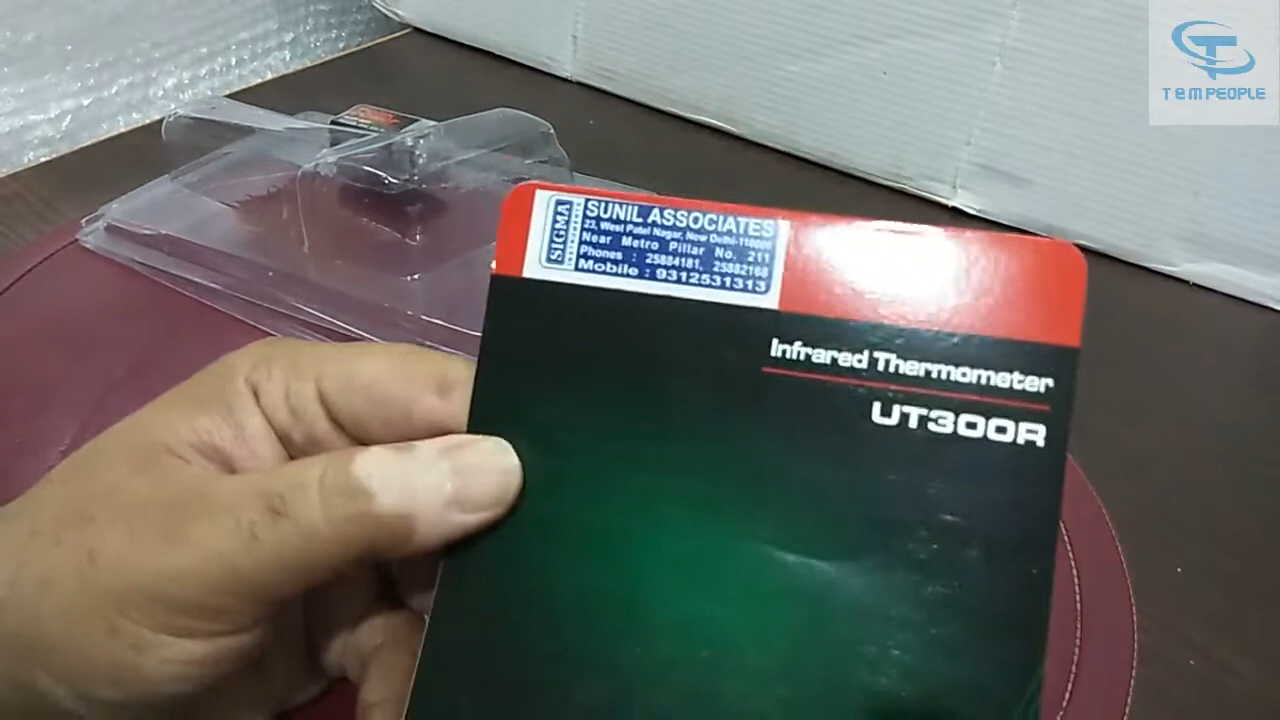 TEMPEOPLE
SIGMA
SUNIL ASSOCIATES
23, West Patel Nagar, New Delhi-110008
Near Metro Pillar No. 211
Phones : 25884181, 25882168
Mobile : 9312531313
Infrared Thermometer
UT300R